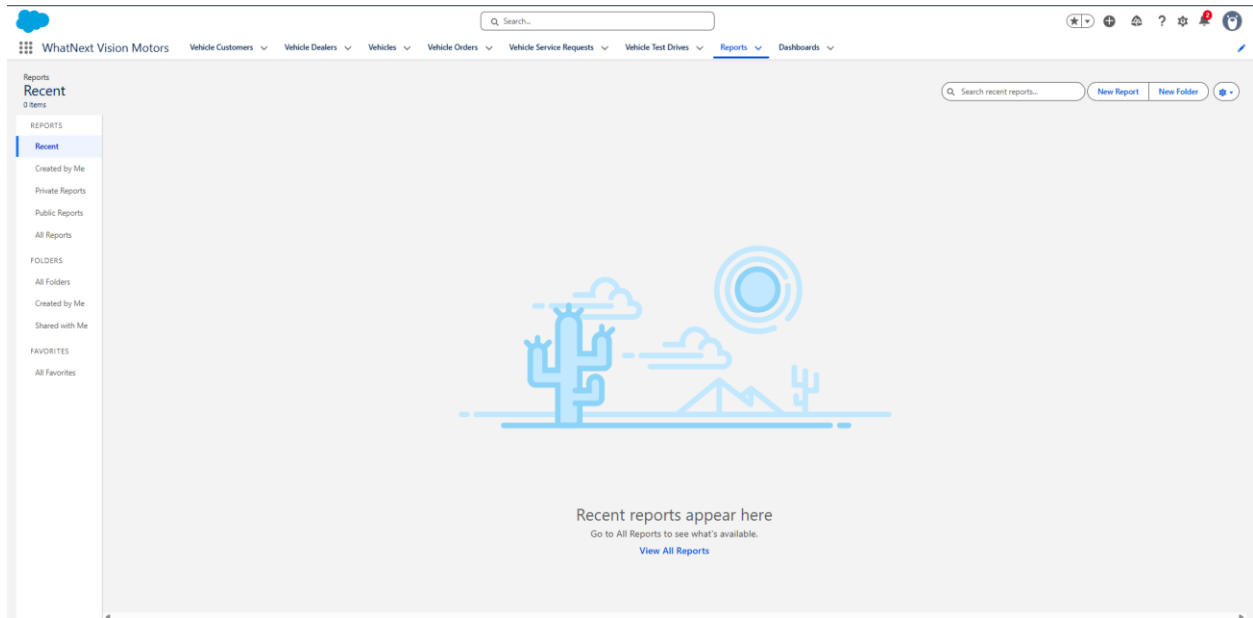 Search...
2
WhatNext Vision Motors Vehicle Customers Vehicle Dealers Vehicles Vehicle Orders Vehicle Service Requests Vehicle Test Drives Reports Dashboards
Reports
Recent
0 items
Search recent reports... New Report New Folder
REPORTS
Recent
Created by Me
Private Reports
Public Reports
All Reports
FOLDERS
All Folders
Created by Me
Shared with Me
FAVORITES
All Favorites
Recent reports appear here
Go to All Reports to see what's available.
View All Reports